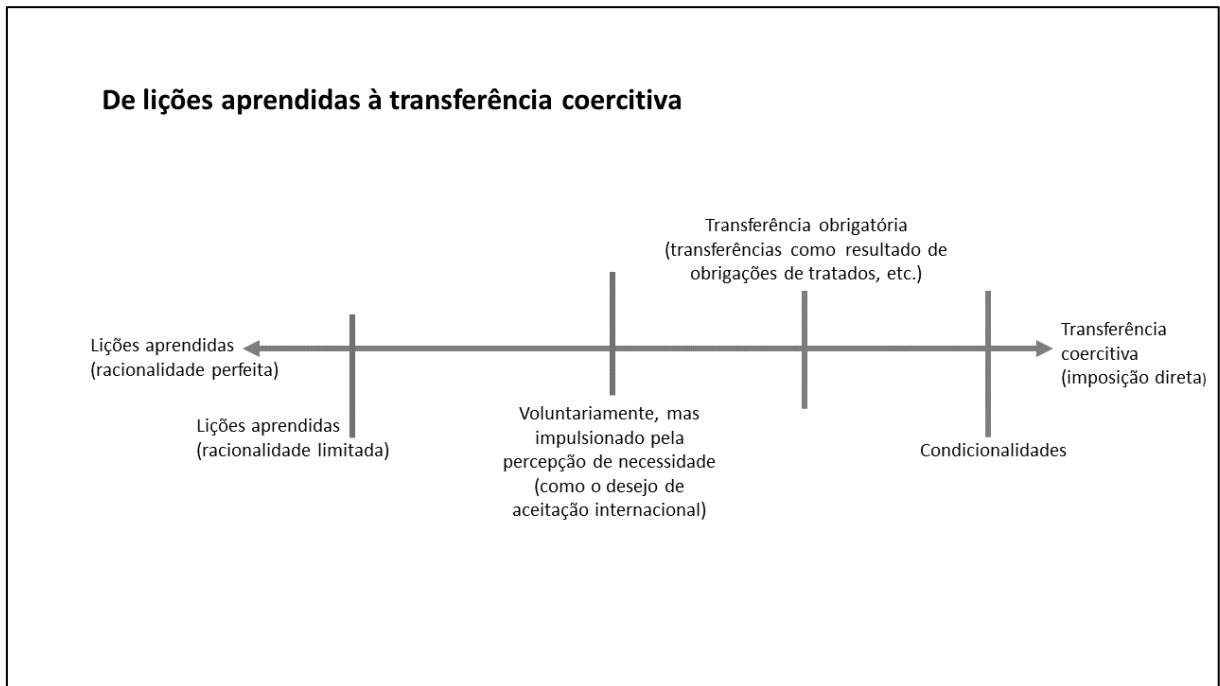 De lições aprendidas à transferência coercitiva
Transferência obrigatória
(transferências como resultado de
obrigações de tratados, etc.)
Lições aprendidas
(racionalidade perfeita)
Transferência
coercitiva
(imposição direta)
Lições aprendidas
(racionalidade limitada)
Voluntariamente, mas
impulsionado pela
percepção de necessidade
(como o desejo de
aceitação internacional)
Condicionalidades